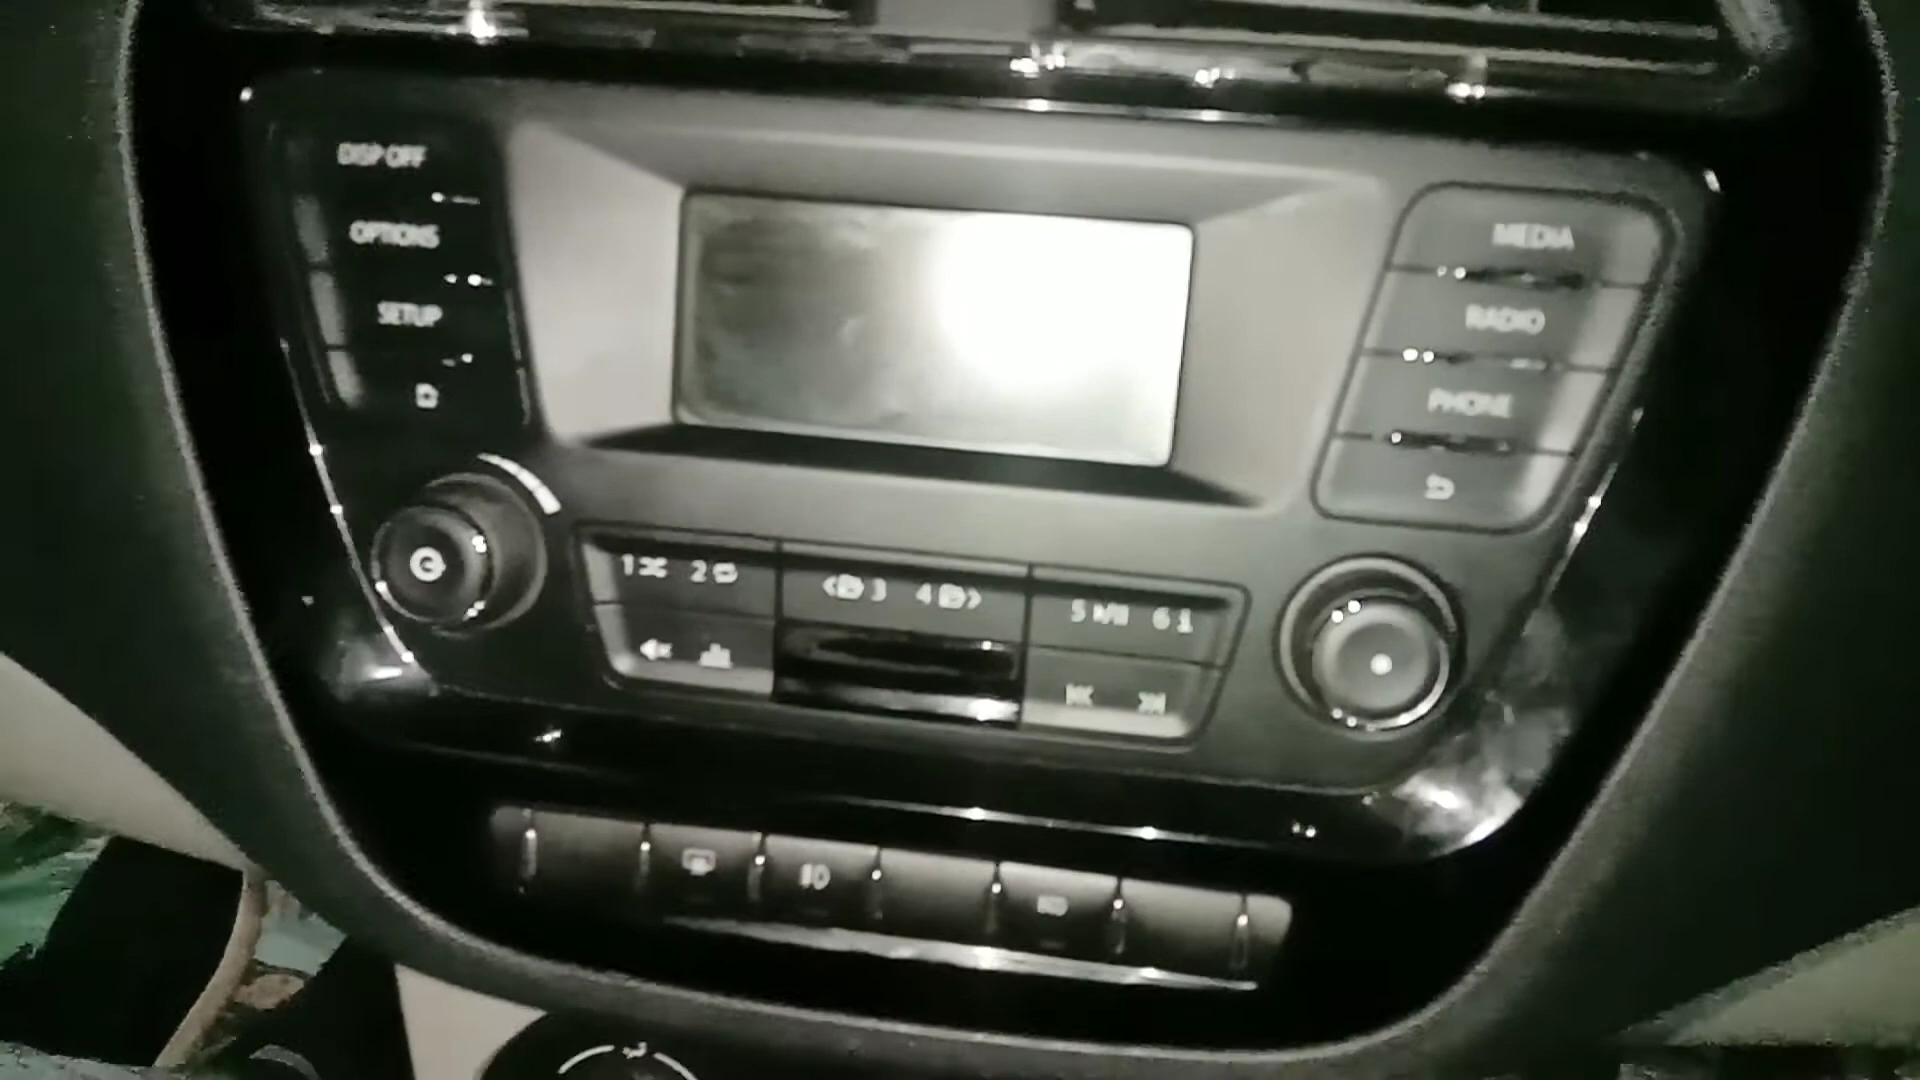 DISP OFF
OPTIONS
SETUP
MEDIA
RADIO
PHONE
1 2
3 4
5 6